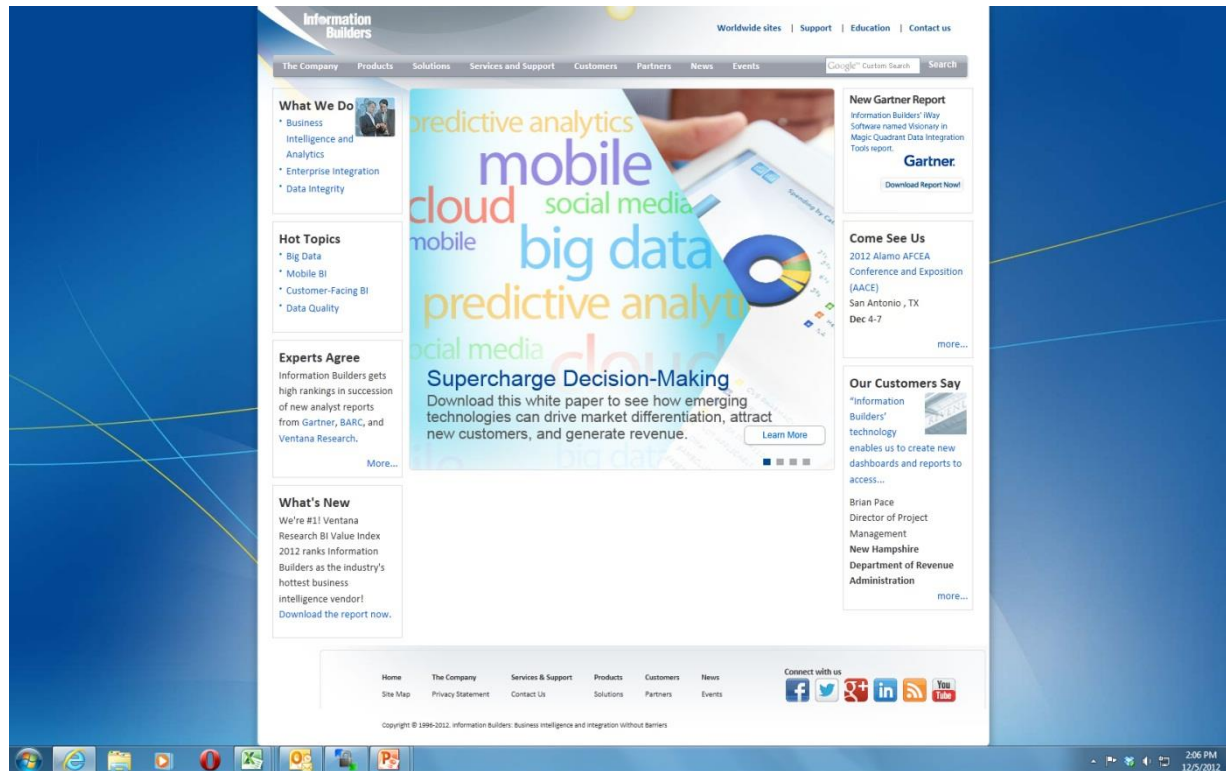 Information
Builders
Worldwide sites | Support | Education | Contact us
The Company Products Solutions Services and Support Customers Partners News Events
Google™ Custom Search Search
What We Do
Business
Intelligence and
Analytics
Enterprise Integration
Data Integrity
Hot Topics
Big Data
Mobile BI
Customer-Facing BI
Data Quality
Experts Agree
Information Builders gets
high rankings in succession
of new analyst reports
from Gartner, BARC, and
Ventana Research.
More...
What's New
We're #1! Ventana
Research BI Value Index
2012 ranks Information
Builders as the industry's
hottest business
intelligence vendor!
Download the report now.
predictive analytics
mobile
cloud social media
mobile big data
predictive analyti
ocial media cloud
big data
Spending by Cat
Supercharge Decision-Making
Download this white paper to see how emerging
technologies can drive market differentiation, attract
new customers, and generate revenue.
Learn More
New Gartner Report
Information Builders' iWay
Software named Visionary in
Magic Quadrant Data Integration
Tools report.
Gartner.
Download Report Now!
Come See Us
2012 Alamo AFCEA
Conference and Exposition
(AACE)
San Antonio , TX
Dec 4-7
more...
Our Customers Say
"Information
Builders'
technology
enables us to create new
dashboards and reports to
access...
Brian Pace
Director of Project
Management
New Hampshire
Department of Revenue
Administration
more...
Home The Company Services & Support Products Customers News
Site Map Privacy Statement Contact Us Solutions Partners Events
Connect with us
You
Tube
Copyright © 1996-2012. Information Builders: Business Intelligence and Integration Without Barriers
2:06 PM
12/5/2012